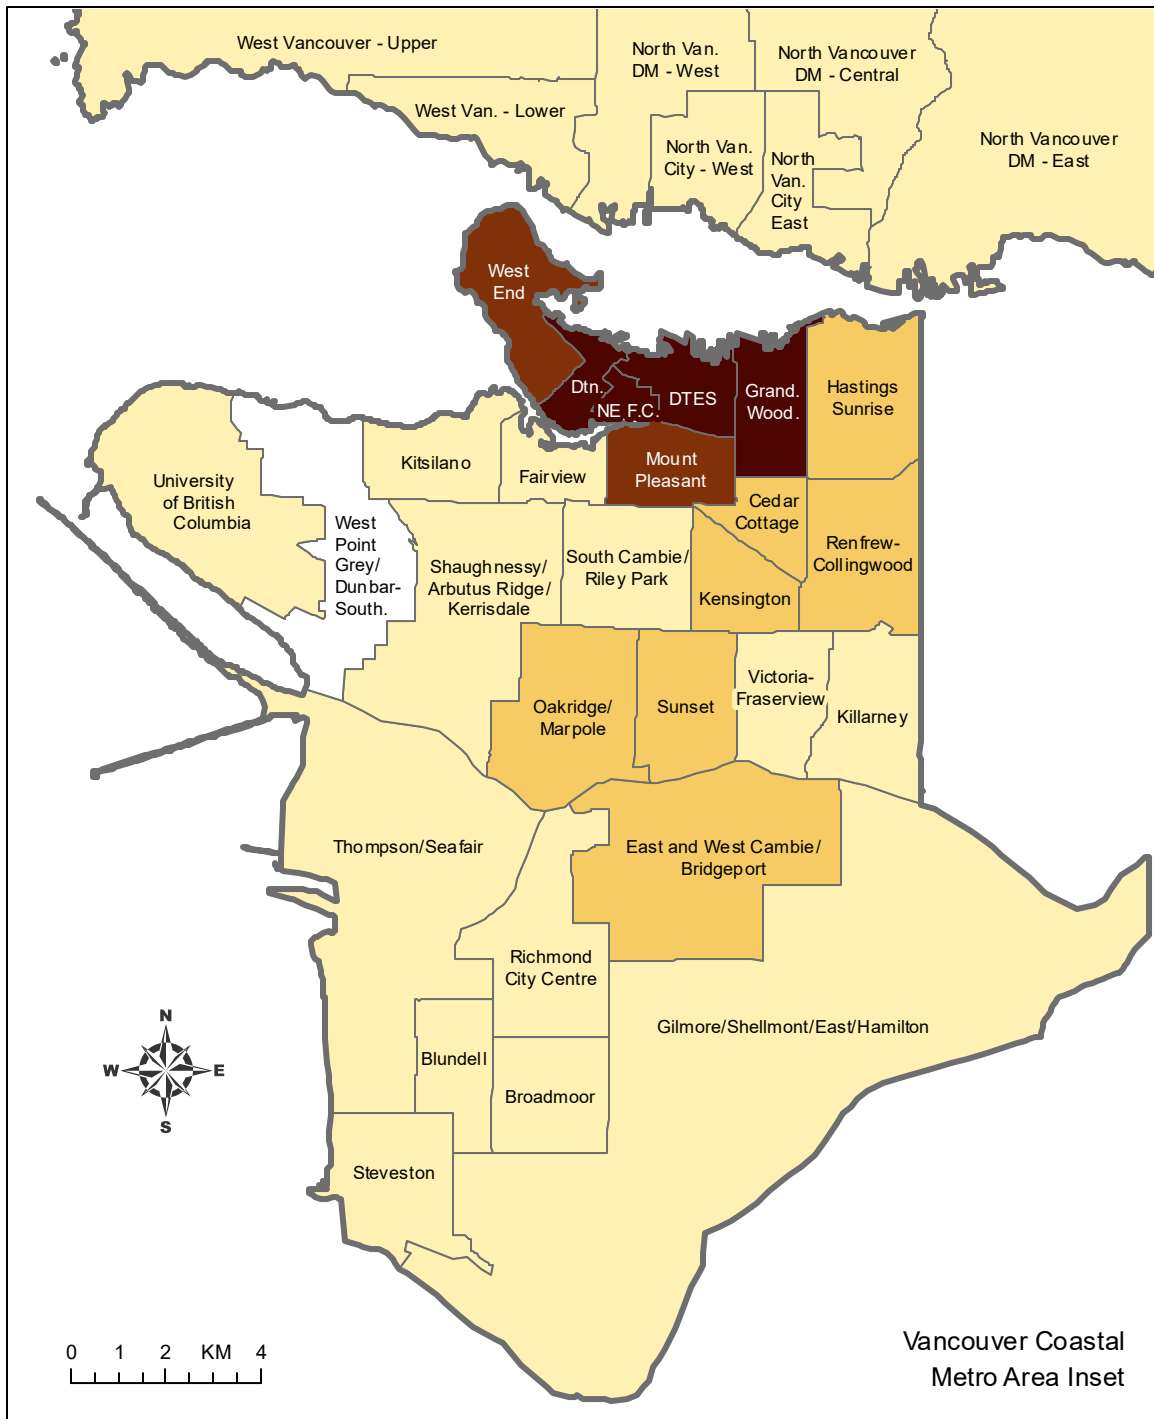 West Vancouver - Upper
North Van.
DM - West
North Vancouver
DM - Central
West Van. - Lower
North Van.
City - West
North
Van.
City
East
North Vancouver
DM - East
West
End
Dtn.
NE F.C.
DTES
Grand.
Wood.
Hastings
Sunrise
Kitsilano
Fairview
Mount
Pleasant
University
of British
Columbia
West
Point
Grey/
Dunbar-
South.
Shaughnessy/
Arbutus Ridge/
Kerrisdale
South Cambie/
Riley Park
Cedar
Cottage
Kensington
Renfrew-
Collingwood
Oakridge/
Marpole
Sunset
Victoria-
Fraserview
Killarney
Thompson/Seafair
East and West Cambie/
Bridgeport
Richmond
City Centre
Gilmore/Shellmont/East/Hamilton
Blundell
Broadmoor
Steveston
N
W E
S
0 1 2 KM 4
Vancouver Coastal
Metro Area Inset